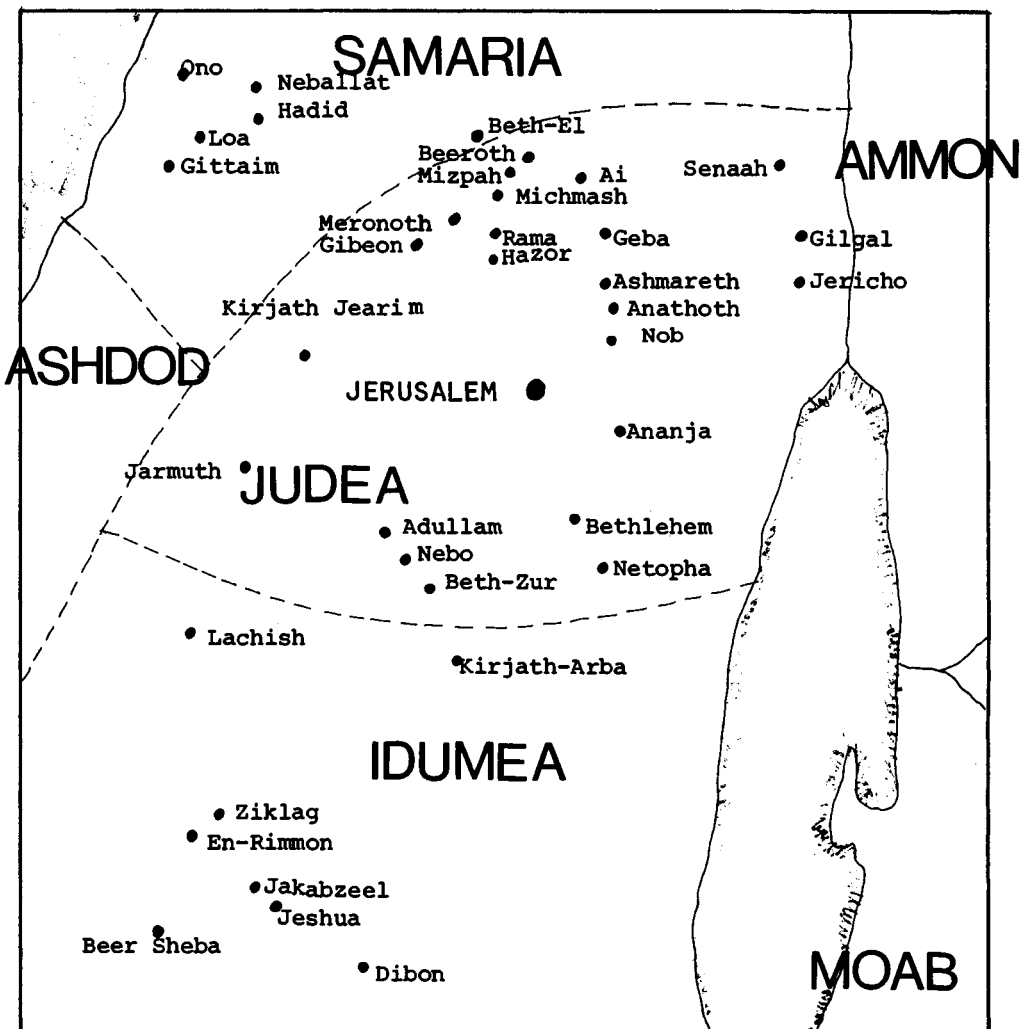 SAMARIA
Ono
Neballat
Hadid
Loa
Gittaim
Beth-El
Beeroth
Mizpah
Ai
Senaah
AMMON
Michmash
Meronoth
Gibeon
Rama
Hazor
Geba
Gilgal
Ashmareth
Jericho
Kirjath Jearim
Anathoth
Nob
ASHDOD
JERUSALEM
Ananja
Jarmuth
JUDEA
Adullam
Bethlehem
Nebo
Netopha
Beth-Zur
Lachish
Kirjath-Arba
IDUMEA
Ziklag
En-Rimmon
Jakabzeel
Jeshua
Beer Sheba
Dibon
MOAB